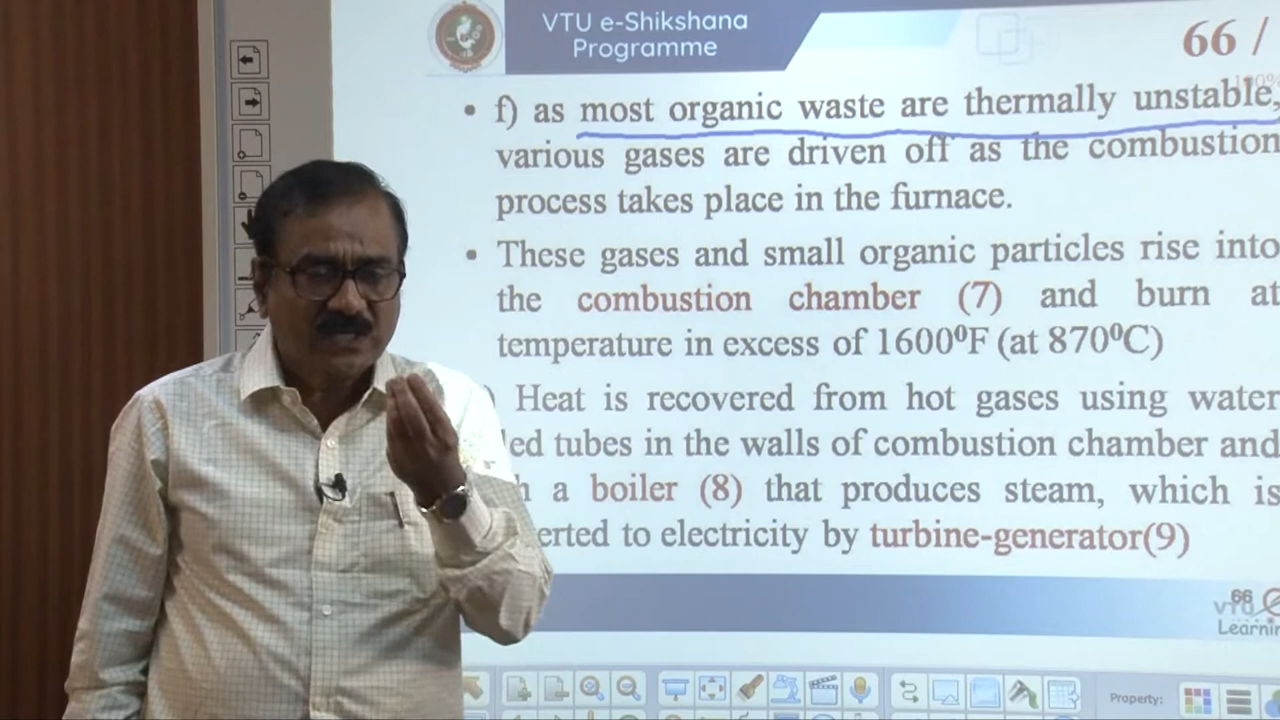 VTU e-Shikshana
Programme
66 /
100%
• f) as most organic waste are thermally unstable,
various gases are driven off as the combustion
process takes place in the furnace.
• These gases and small organic particles rise into
the combustion chamber (7) and burn at
temperature in excess of 1600⁰F (at 870⁰C)
) Heat is recovered from hot gases using water
led tubes in the walls of combustion chamber and
h a boiler (8) that produces steam, which is
erted to electricity by turbine-generator(9)
66
VTU
Learnin
Property: